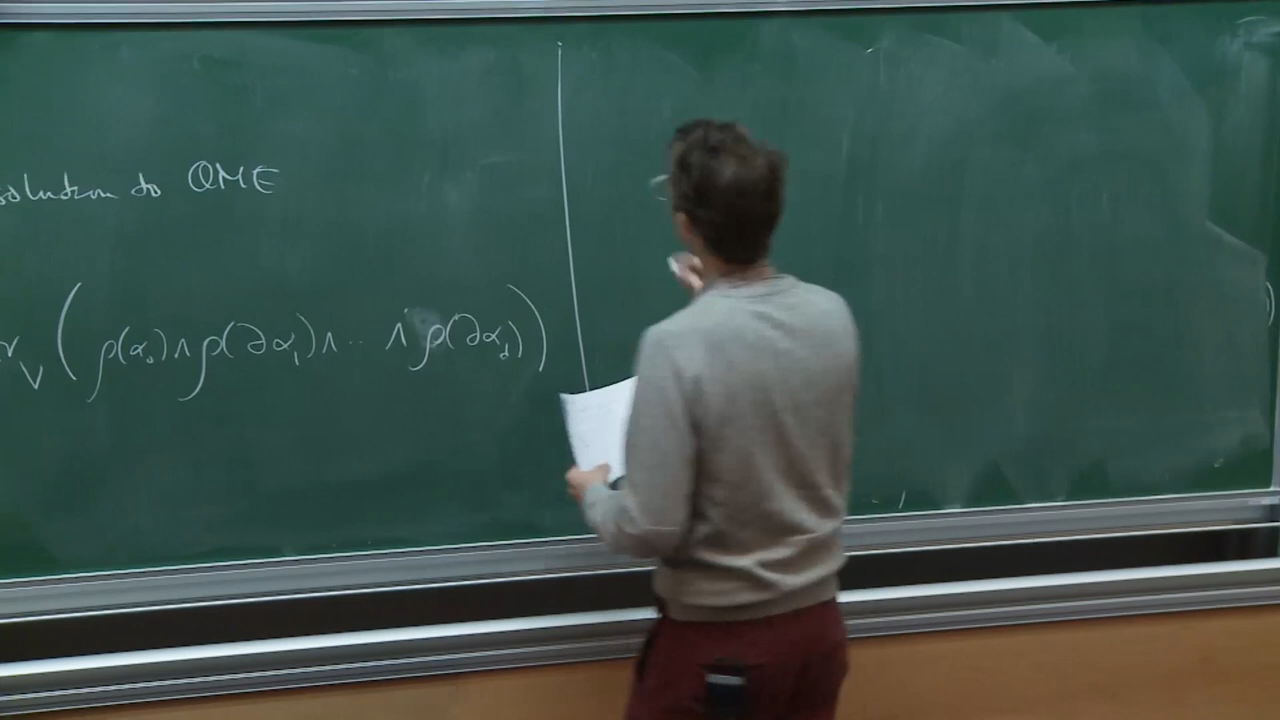 solution to QME
V ( ρ(α₀) ∧ ρ(∂α₁) ∧ ·· ∧ ρ(∂α_d) )